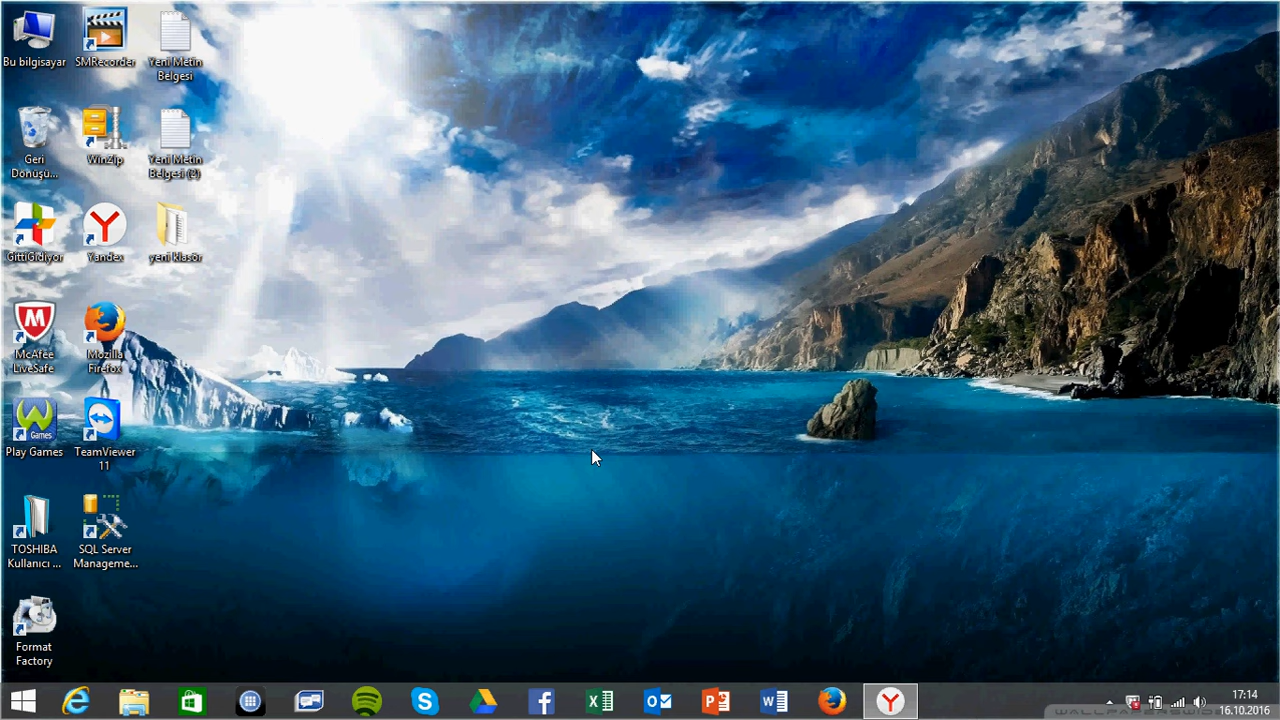 Bu bilgisayar
SMRecorder
Yeni Metin
Belgesi
Geri
Dönüşü...
WinZip
Yeni Metin
Belgesi (2)
GittiGidiyor
Yandex
yeni klasör
McAfee
LiveSafe
Mozilla
Firefox
Games
Play Games
TeamViewer
11
TOSHIBA
Kullanıcı ...
SQL Server
Manageme...
Format
Factory
17:14
16.10.2016